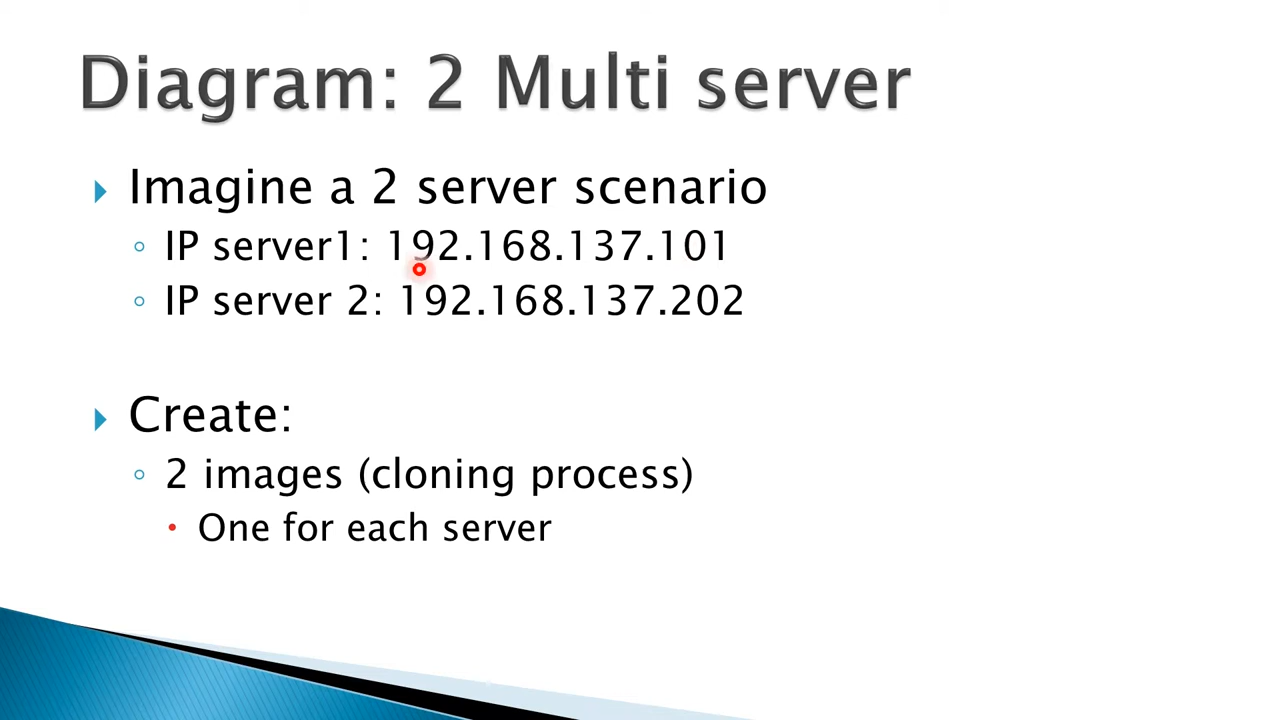 Diagram: 2 Multi server
Imagine a 2 server scenario
IP server1: 192.168.137.101
IP server 2: 192.168.137.202
Create:
2 images (cloning process)
One for each server